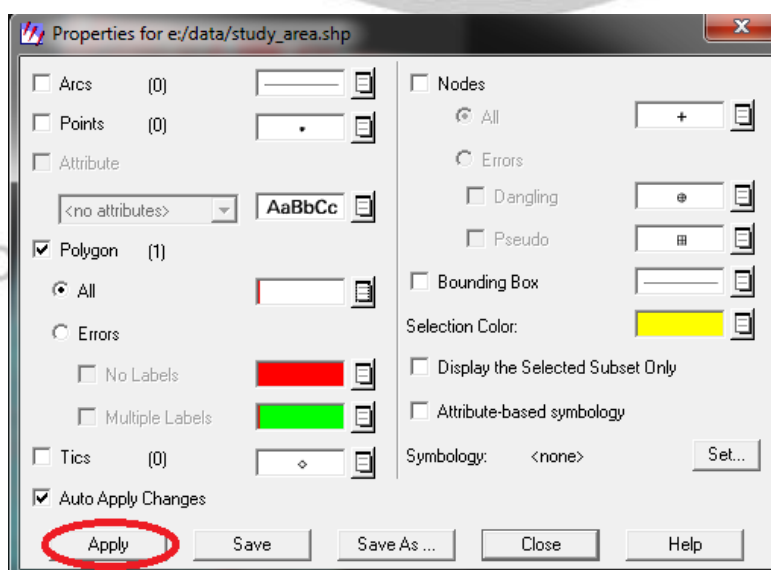 Properties for e:/data/study_area.shp
X
Arcs (0)
Points (0)
Attribute
<no attributes> AaBbCc
Polygon (1)
All
Errors
No Labels
Multiple Labels
Tics (0)
Auto Apply Changes
Nodes
All
Errors
Dangling
Pseudo
Bounding Box
Selection Color:
Display the Selected Subset Only
Attribute-based symbology
Symbology: <none> Set...
Apply Save Save As ... Close Help